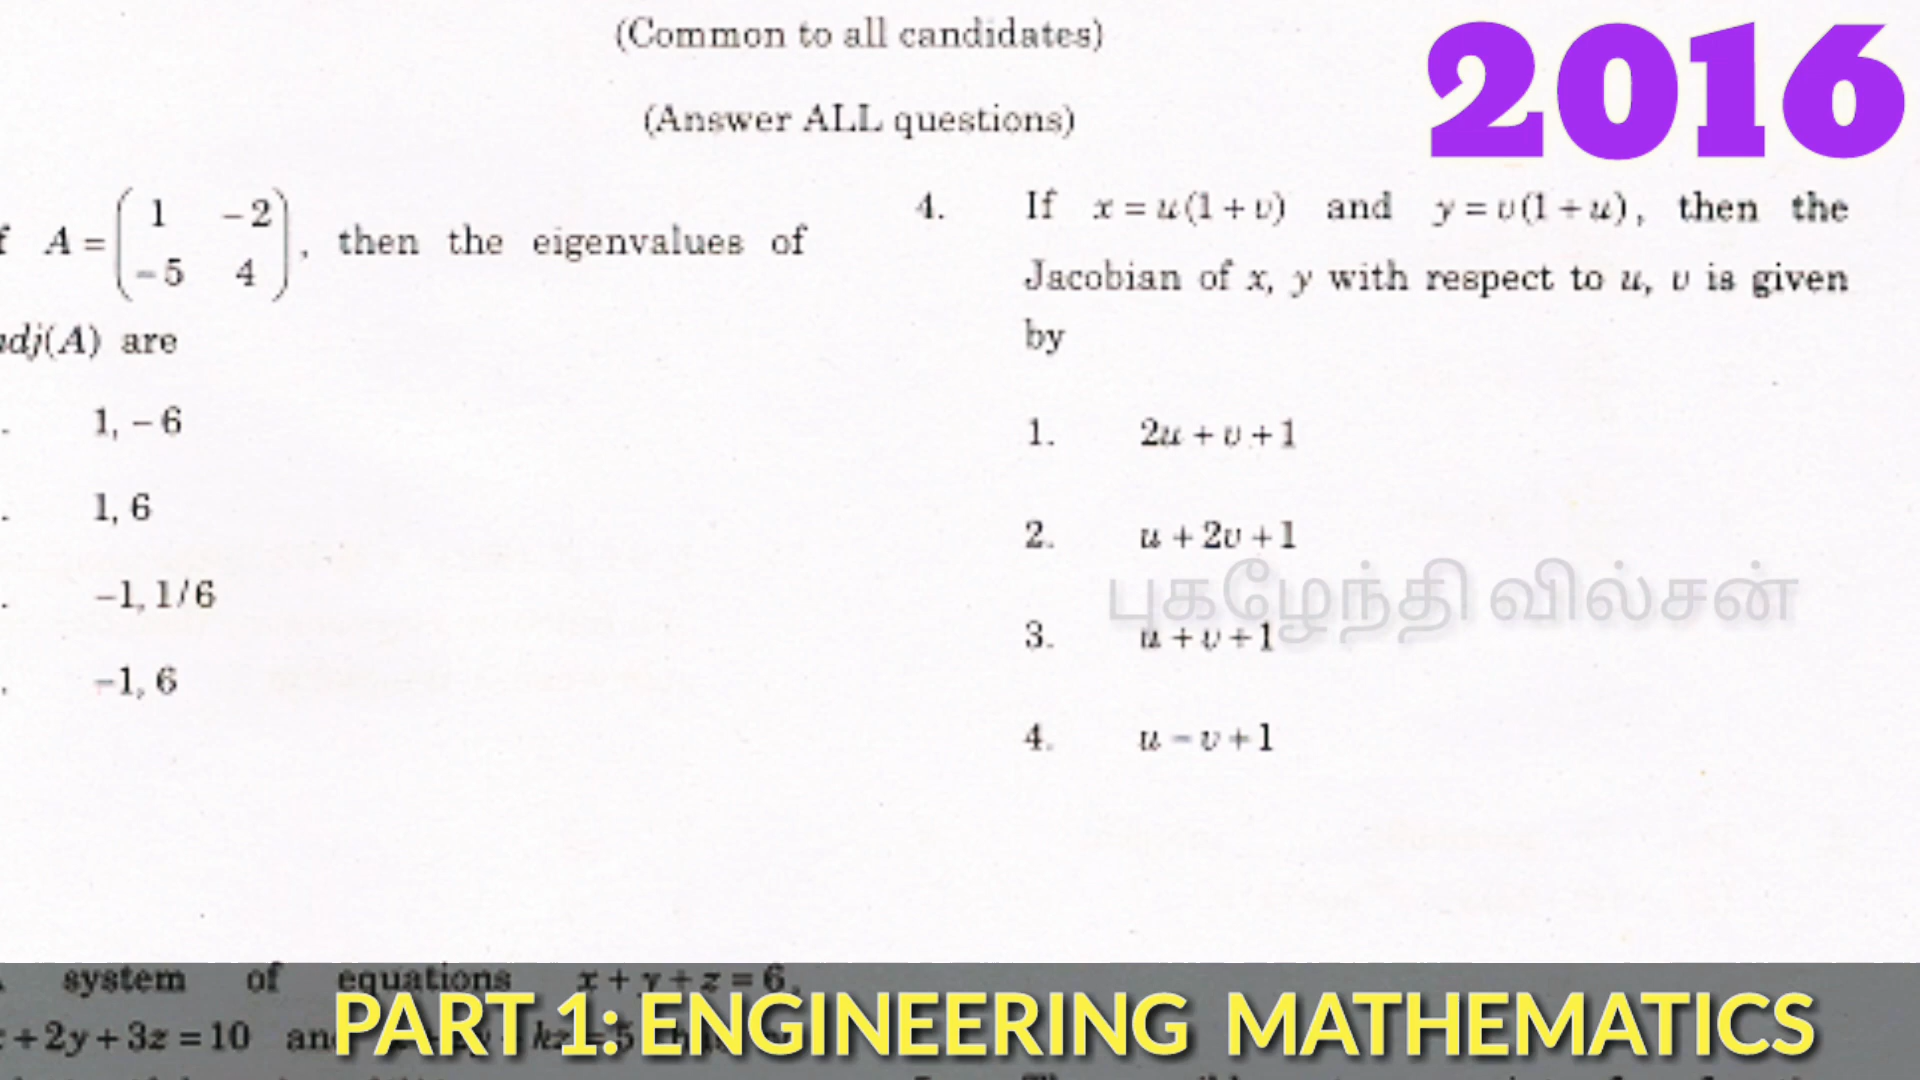 (Common to all candidates)
2016
(Answer ALL questions)
A = ( 1 -2
-5 4 ), then the eigenvalues of
adj(A) are
1, -6
1, 6
-1, 1/6
-1, 6
4. If x = u(1+v) and y = v(1+u), then the
Jacobian of x, y with respect to u, v is given
by
1. 2u + v + 1
2. u + 2v + 1
புகழேந்தி வில்சன்
3. u + v + 1
4. u - v + 1
system of equations x + y + z = 6,
+ 2y + 3z = 10
PART 1: ENGINEERING MATHEMATICS